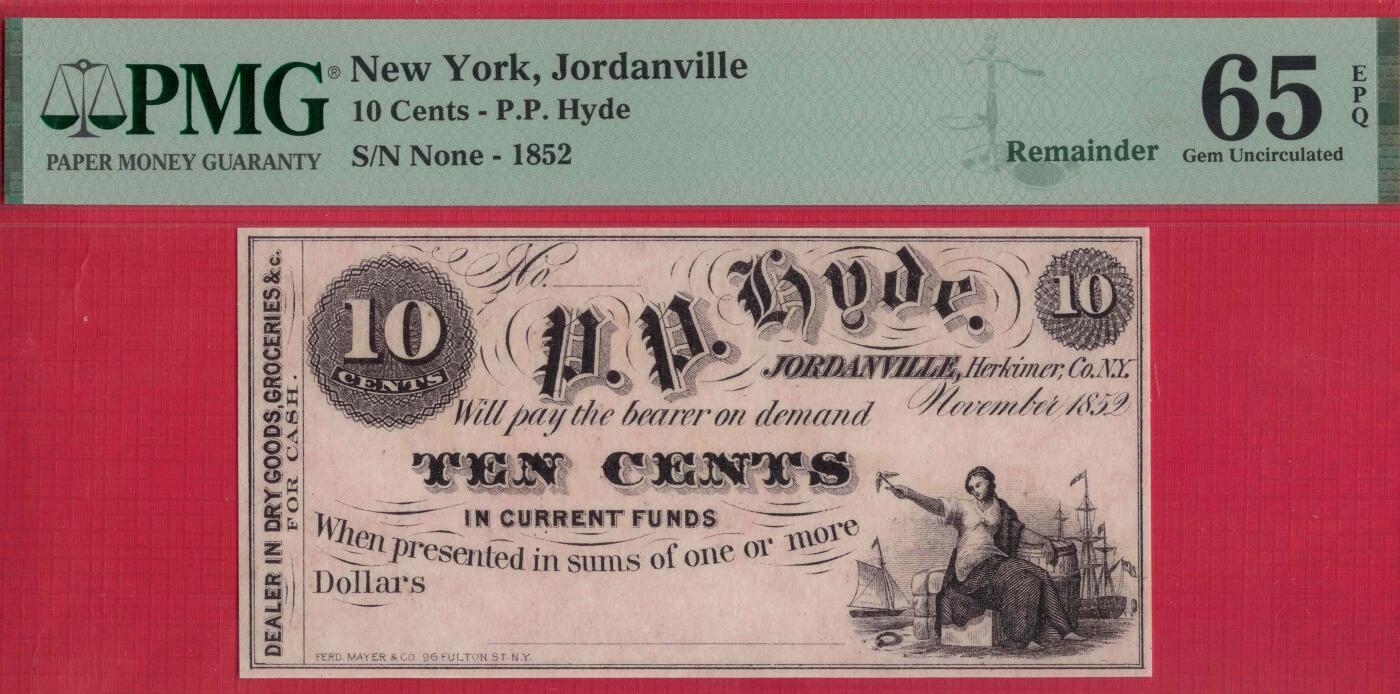 PMG®
PAPER MONEY GUARANTY
New York, Jordanville
10 Cents - P.P. Hyde
S/N None - 1852
Remainder
65
EPQ
Gem Uncirculated
DEALER IN DRY GOODS, GROCERIES &c.
FOR CASH.
10
CENTS
No.
P.P. Hyde.
10
JORDANVILLE, Herkimer, Co. N.Y.
November 1852
Will pay the bearer on demand
TEN CENTS
IN CURRENT FUNDS
When presented in sums of one or more
Dollars
FERD. MAYER & CO. 96 FULTON ST. N.Y.